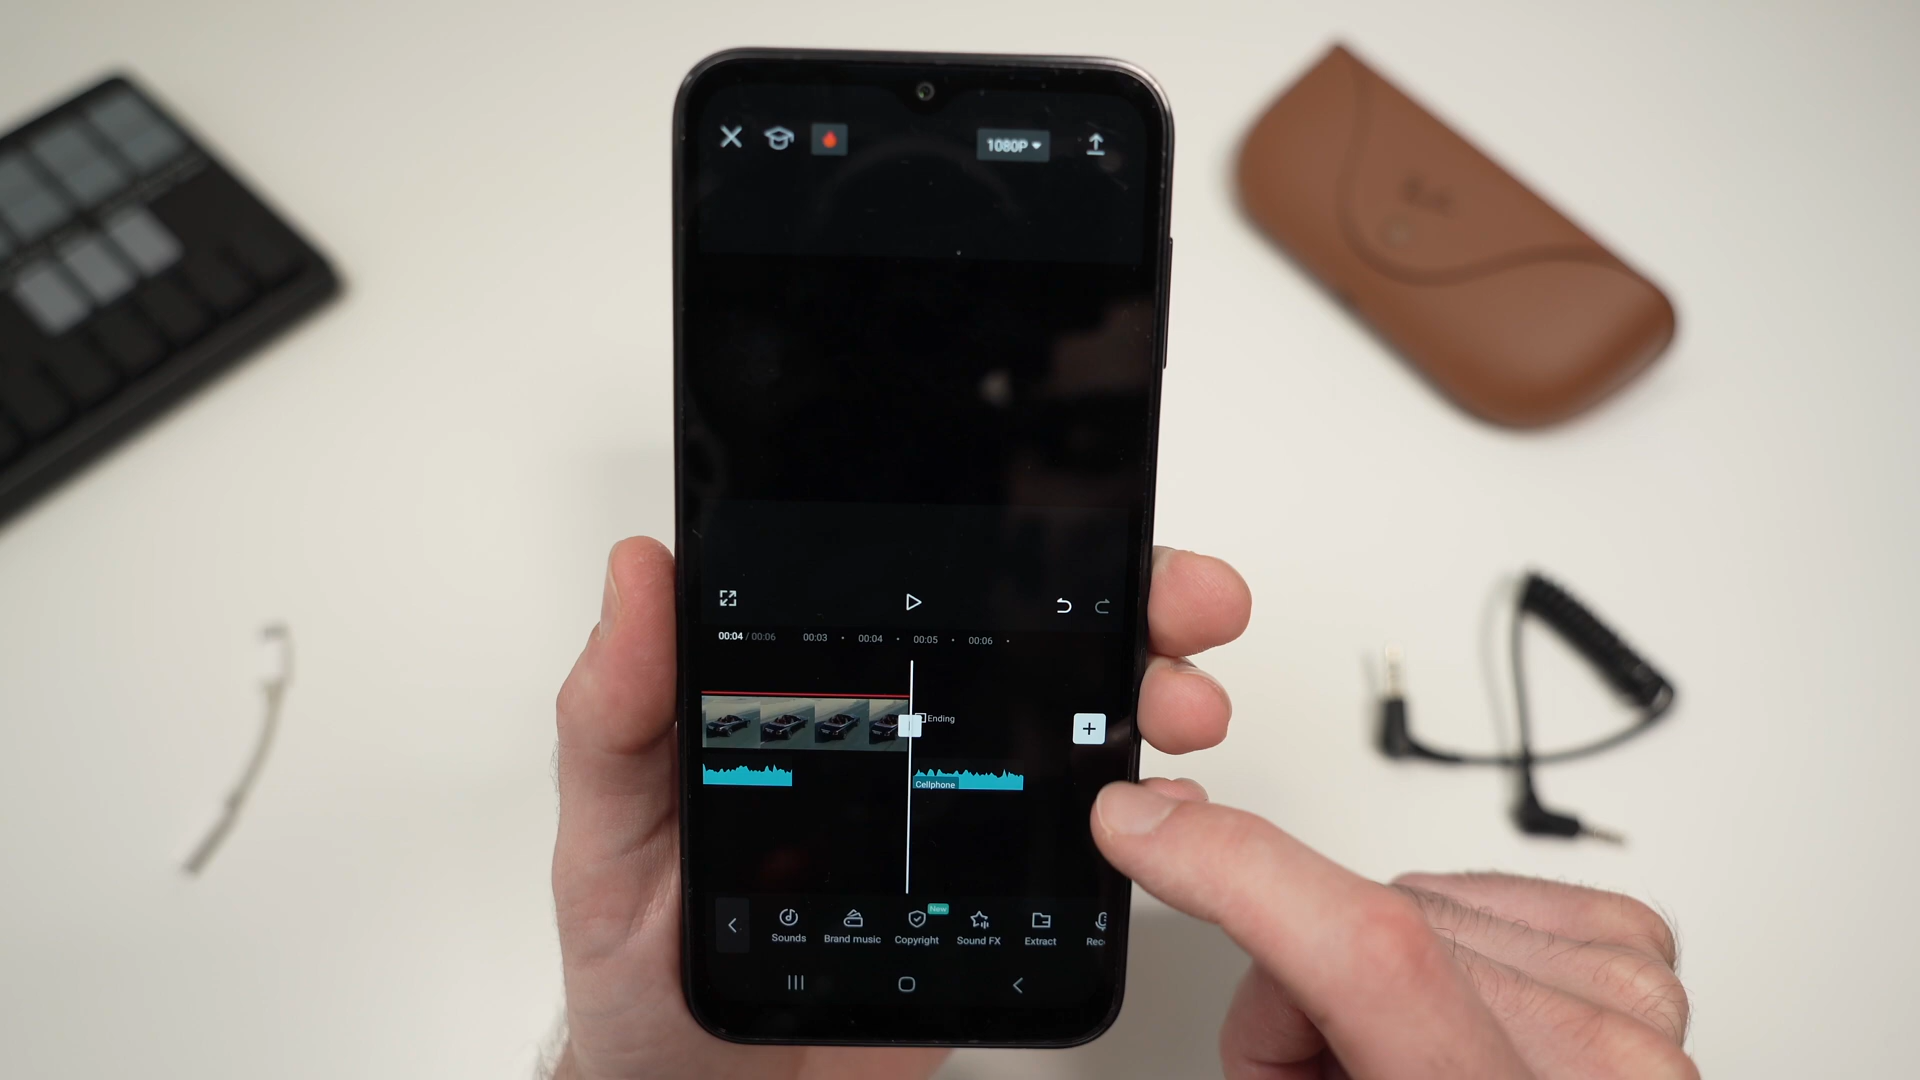 1080P
00:04 / 00:06 00:03 00:04 00:05 00:06
Ending
Cellphone
New
Sounds Brand music Copyright Sound FX Extract Rec